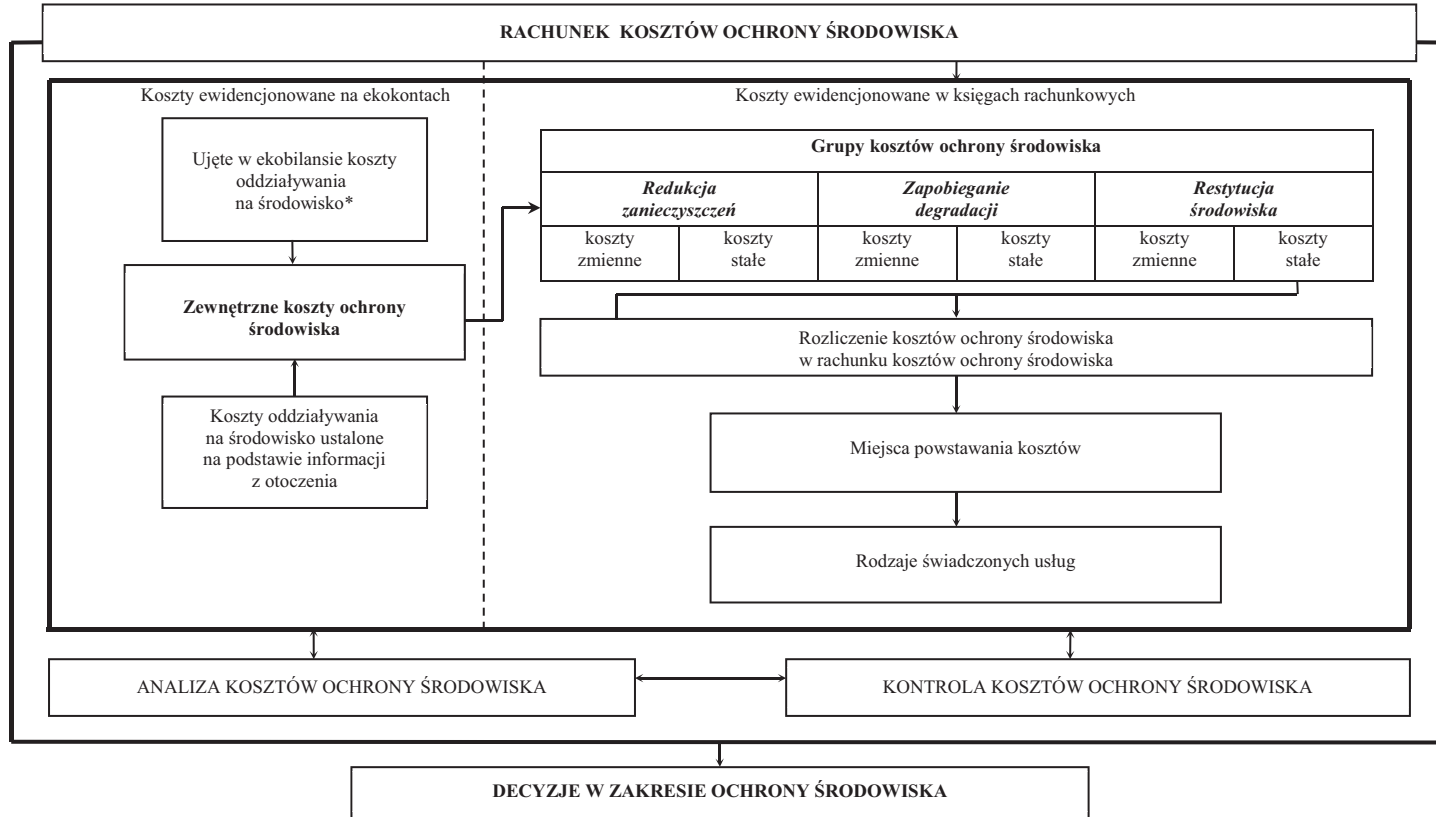 RACHUNEK KOSZTÓW OCHRONY ŚRODOWISKA
Koszty ewidencjonowane na ekokontach
Ujęte w ekobilansie koszty
oddziaływania
na środowisko*
Zewnętrzne koszty ochrony
środowiska
Koszty oddziaływania
na środowisko ustalone
na podstawie informacji
z otoczenia
Koszty ewidencjonowane w księgach rachunkowych
Grupy kosztów ochrony środowiska
Redukcja
zanieczyszczeń
Zapobieganie
degradacji
Restytucja
środowiska
koszty
zmienne
koszty
stałe
koszty
zmienne
koszty
stałe
koszty
zmienne
koszty
stałe
Rozliczenie kosztów ochrony środowiska
w rachunku kosztów ochrony środowiska
Miejsca powstawania kosztów
Rodzaje świadczonych usług
ANALIZA KOSZTÓW OCHRONY ŚRODOWISKA
KONTROLA KOSZTÓW OCHRONY ŚRODOWISKA
DECYZJE W ZAKRESIE OCHRONY ŚRODOWISKA